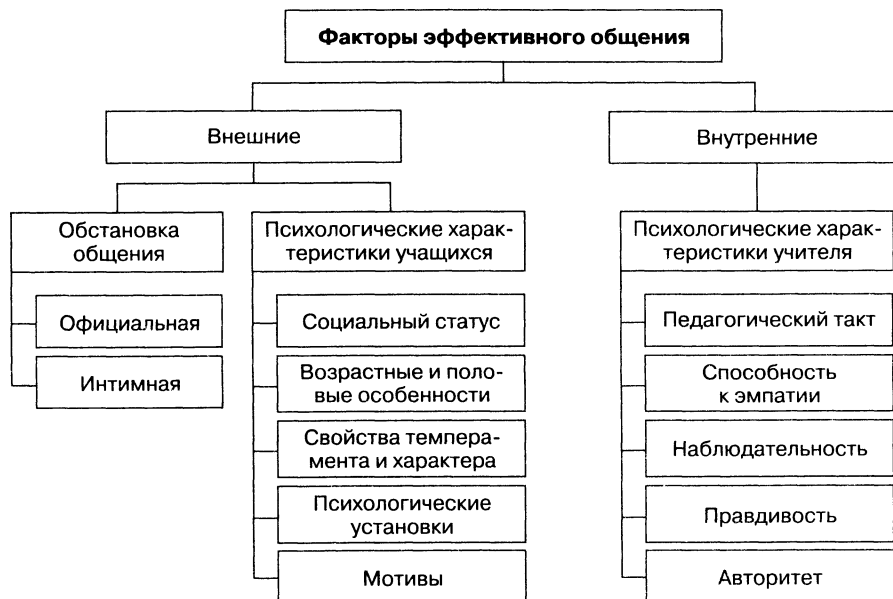 Факторы эффективного общения
Внешние
Внутренние
Обстановка
общения
Психологические харак-
теристики учащихся
Психологические харак-
теристики учителя
Официальная
Интимная
Социальный статус
Возрастные и поло-
вые особенности
Свойства темпера-
мента и характера
Психологические
установки
Мотивы
Педагогический такт
Способность
к эмпатии
Наблюдательность
Правдивость
Авторитет